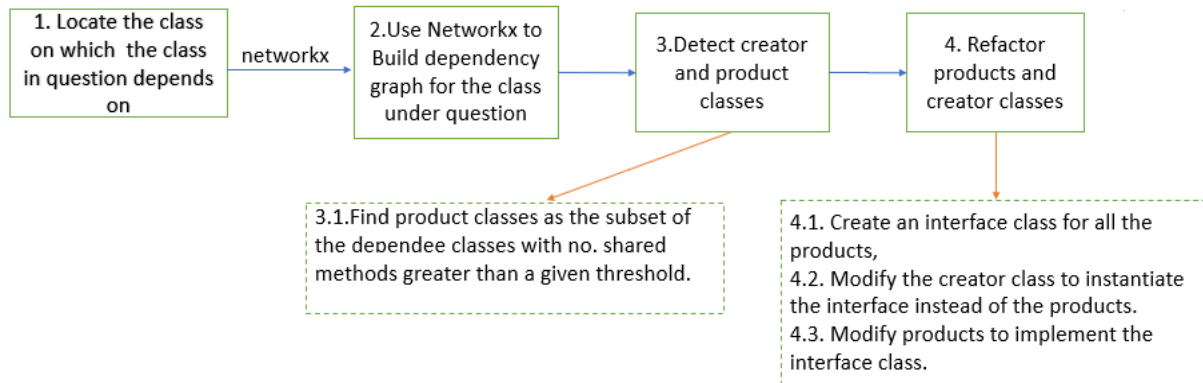 1. Locate the class
on which the class
in question depends
on
networkx
2.Use Networkx to
Build dependency
graph for the class
under question
3.Detect creator
and product
classes
4. Refactor
products and
creator classes
3.1.Find product classes as the subset of
the dependee classes with no. shared
methods greater than a given threshold.
4.1. Create an interface class for all the
products,
4.2. Modify the creator class to instantiate
the interface instead of the products.
4.3. Modify products to implement the
interface class.